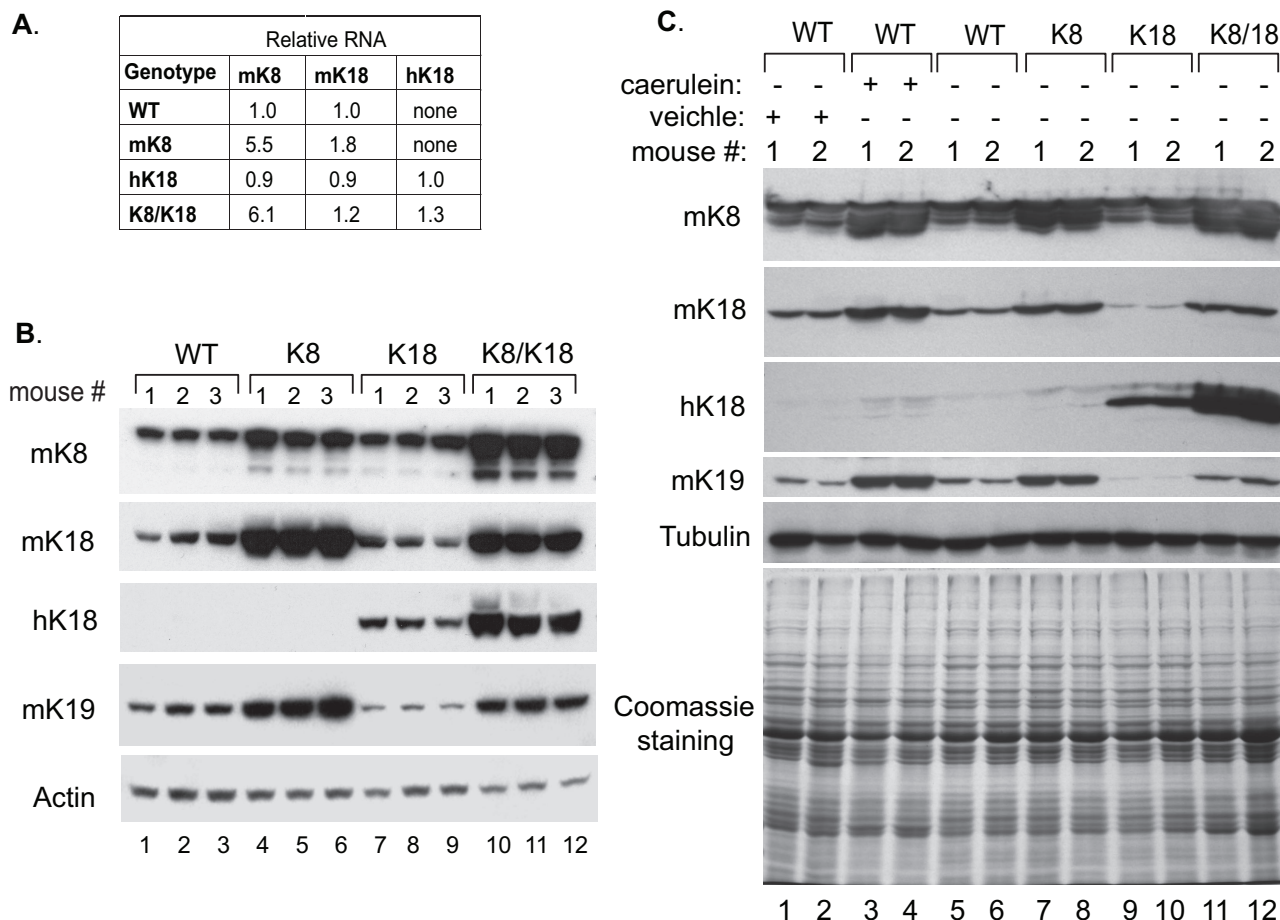 A.
Relative RNA
Genotype mK8 mK18 hK18
WT 1.0 1.0 none
mK8 5.5 1.8 none
hK18 0.9 0.9 1.0
K8/K18 6.1 1.2 1.3
B.
WT K8 K18 K8/K18
mouse # 1 2 3 1 2 3 1 2 3 1 2 3
mK8
mK18
hK18
mK19
Actin
1 2 3 4 5 6 7 8 9 10 11 12
C.
WT WT WT K8 K18 K8/18
caerulein: - - + + - - - - - - - -
veichle: + + - - - - - - - - - -
mouse #: 1 2 1 2 1 2 1 2 1 2 1 2
mK8
mK18
hK18
mK19
Tubulin
Coomassie
staining
1 2 3 4 5 6 7 8 9 10 11 12